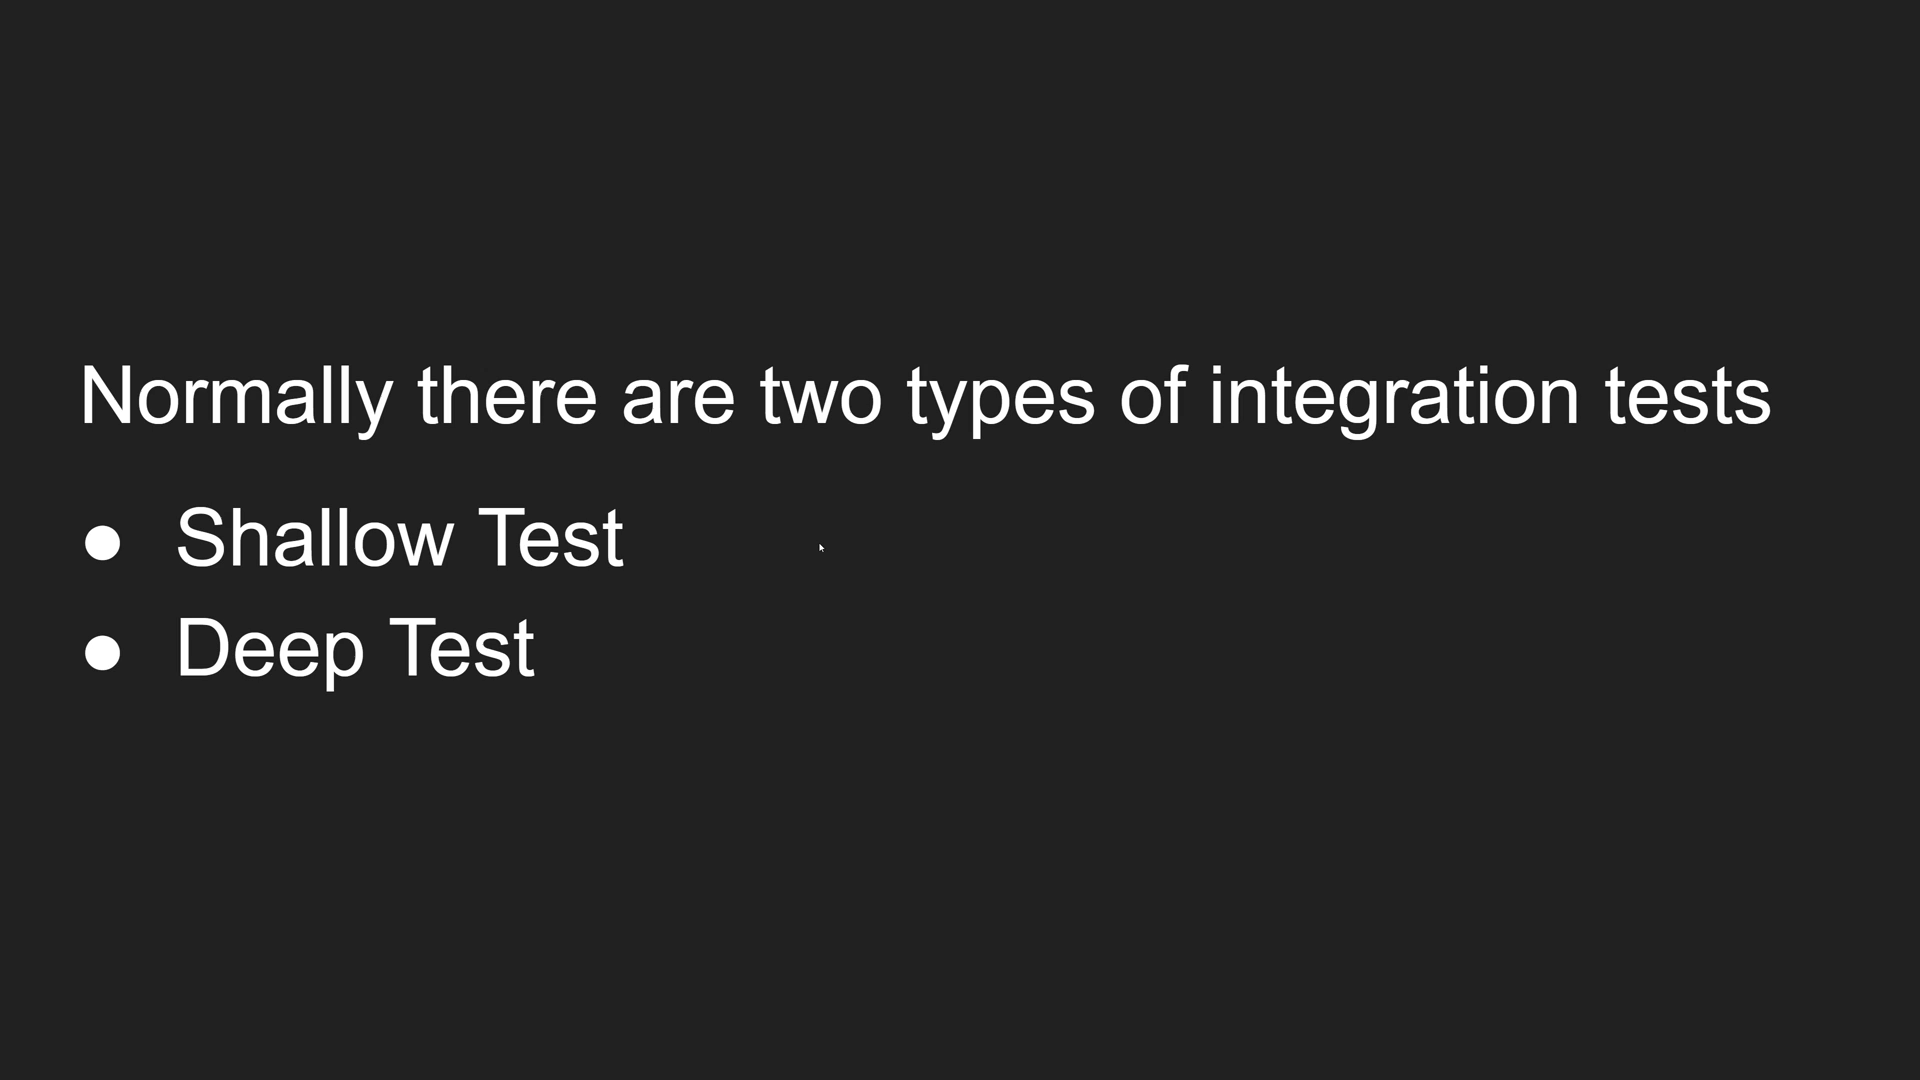 Normally there are two types of integration tests
● Shallow Test
● Deep Test